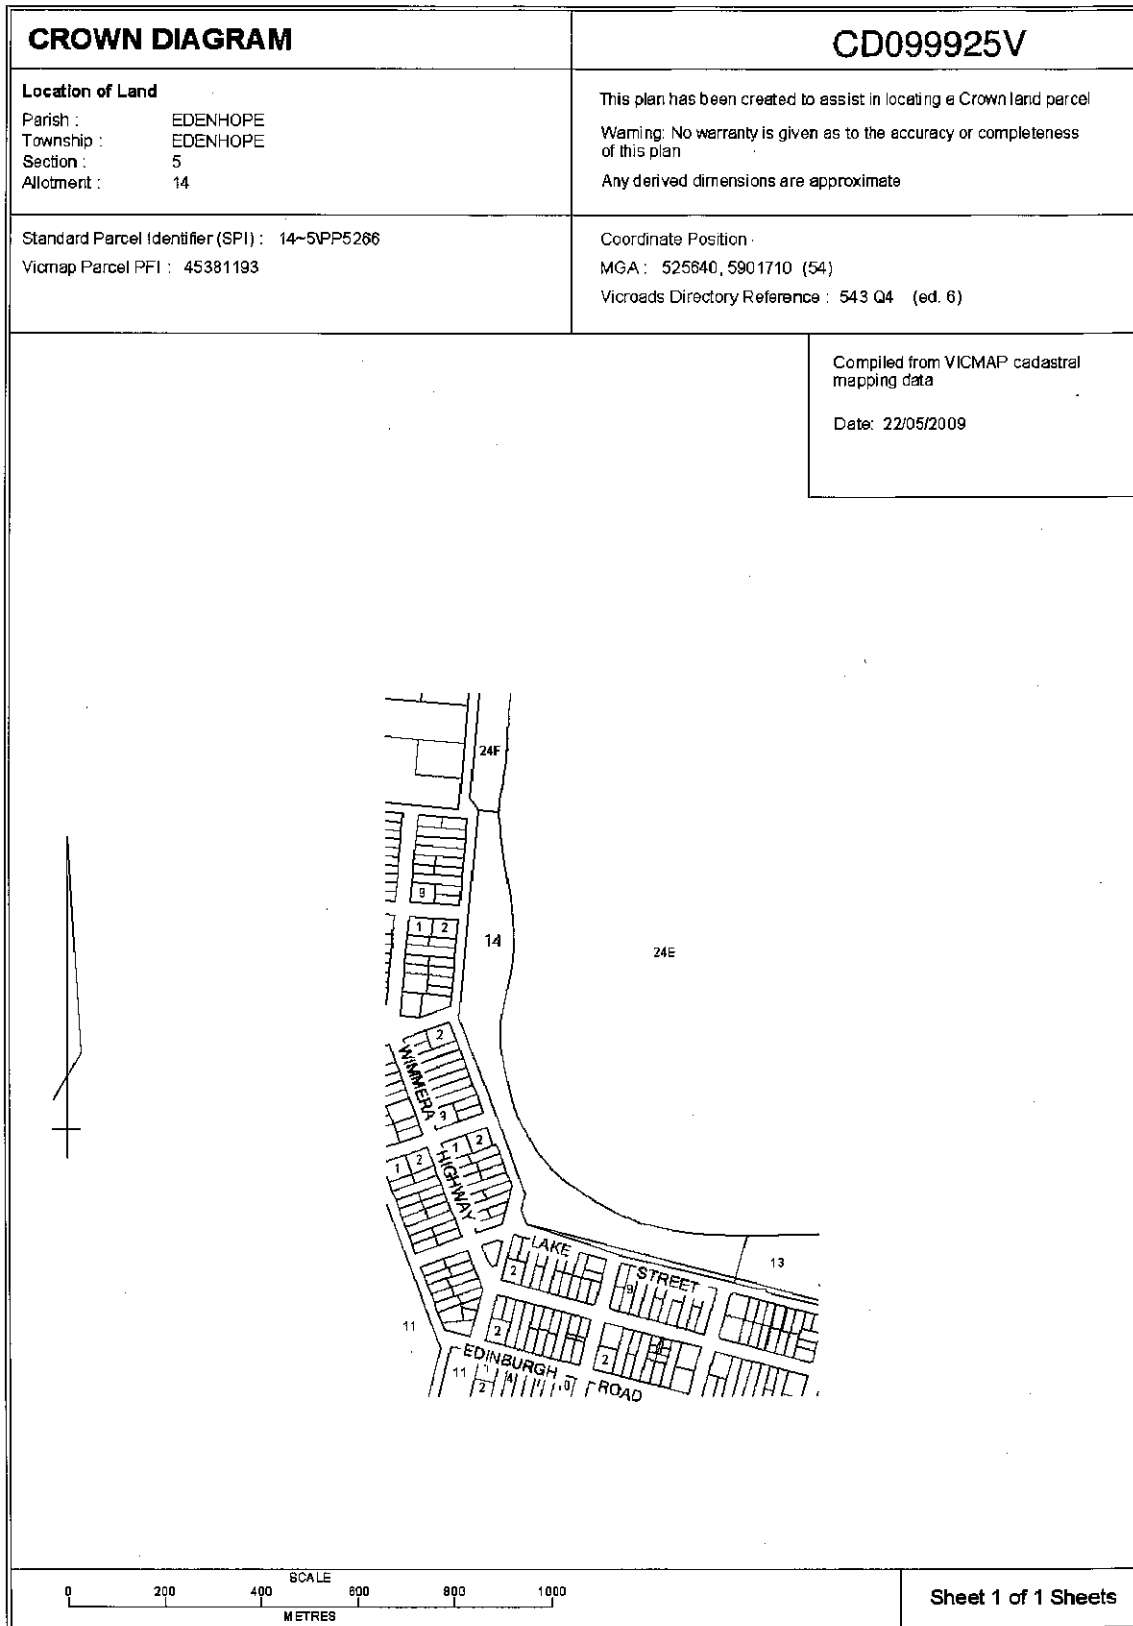 CROWN DIAGRAM
CD099925V
Location of Land
Parish : EDENHOPE
Township : EDENHOPE
Section : 5
Allotment : 14
This plan has been created to assist in locating a Crown land parcel
Warning: No warranty is given as to the accuracy or completeness
of this plan
Any derived dimensions are approximate
Standard Parcel Identifier (SPI) : 14~5\PP5266
Vicmap Parcel PFI : 45381193
Coordinate Position
MGA : 525640, 5901710 (54)
Vicroads Directory Reference : 543 Q4 (ed. 6)
Compiled from VICMAP cadastral
mapping data
Date: 22/05/2009
24F
9
1 2
14
24E
2
WIMMERA
9
1 2
HIGHWAY
1 2
LAKE
2
STREET
9
13
11
2
2
EDINBURGH
11
2
ROAD
SCALE
0 200 400 600 800 1000
METRES
Sheet 1 of 1 Sheets